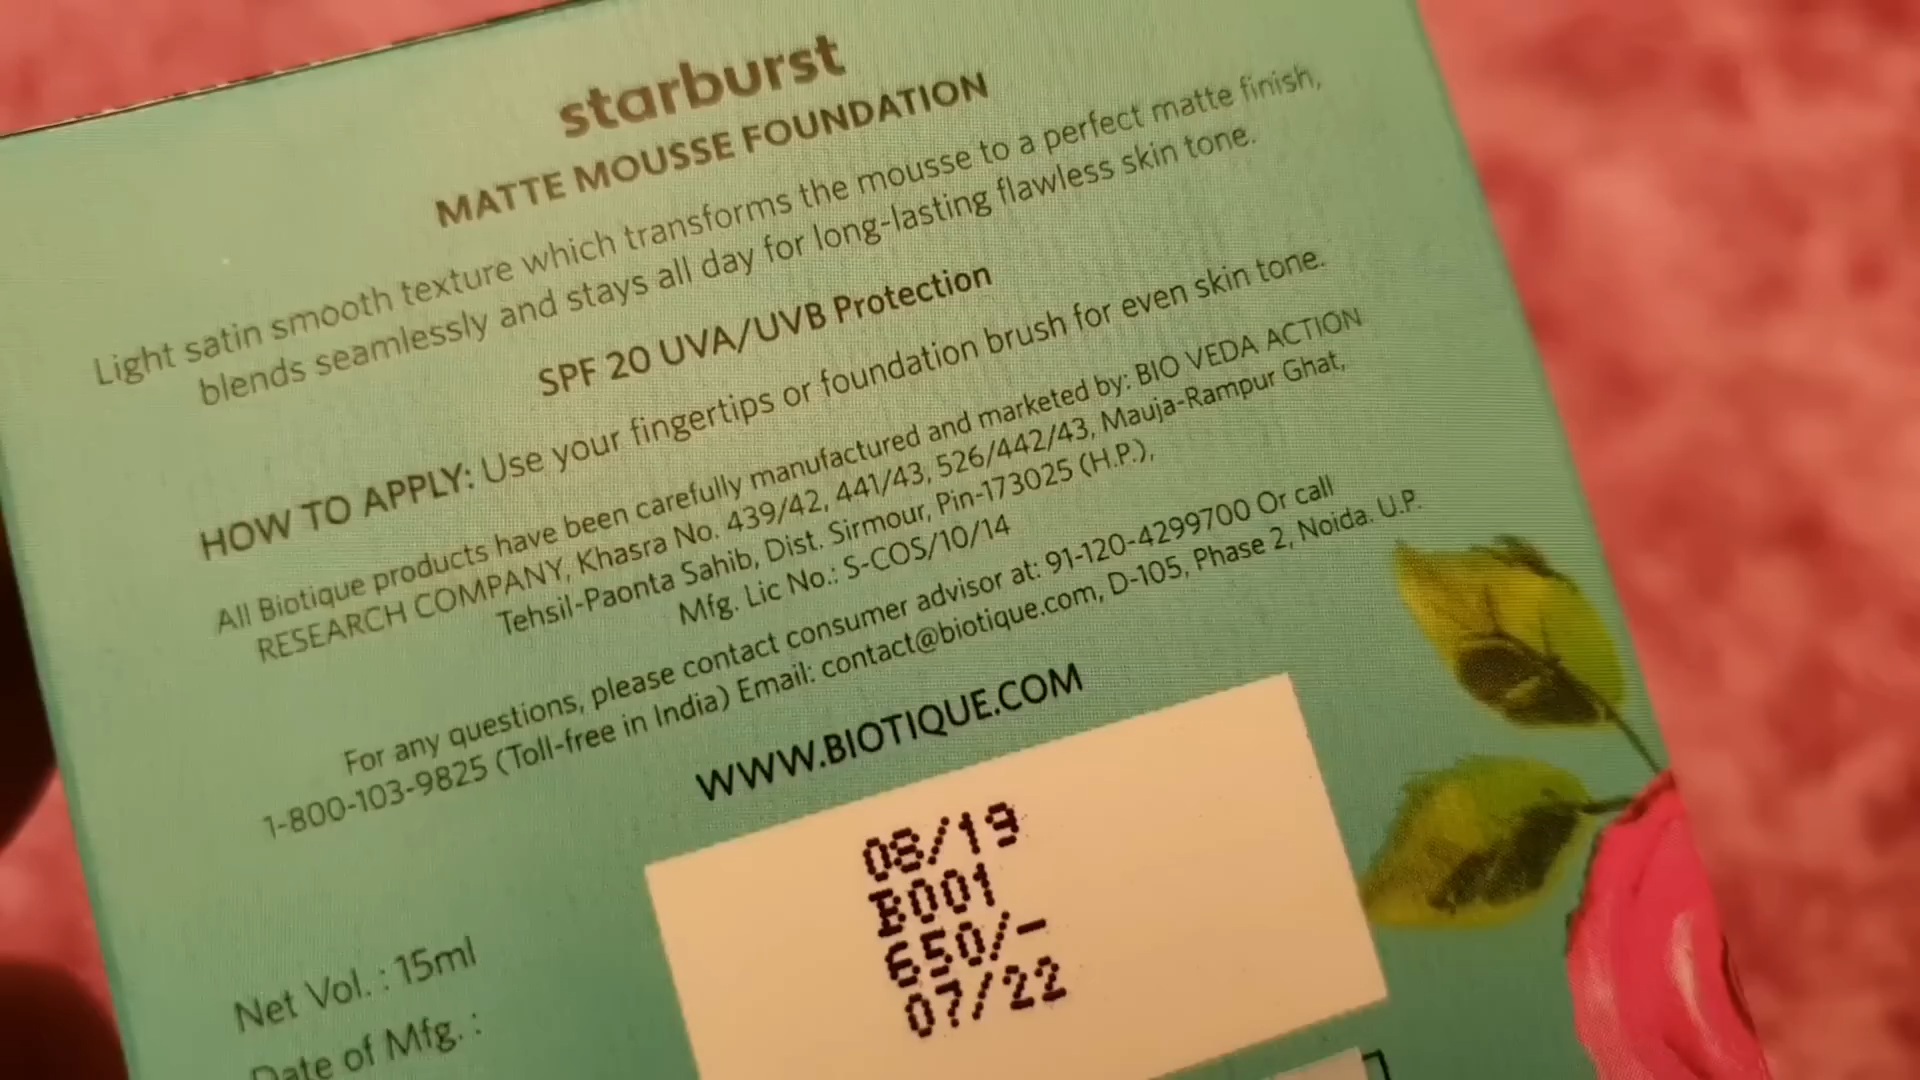 starburst
MATTE MOUSSE FOUNDATION
Light satin smooth texture which transforms the mousse to a perfect matte finish,
blends seamlessly and stays all day for long-lasting flawless skin tone.
SPF 20 UVA/UVB Protection
HOW TO APPLY: Use your fingertips or foundation brush for even skin tone.
All Biotique products have been carefully manufactured and marketed by: BIO VEDA ACTION
RESEARCH COMPANY, Khasra No. 439/42, 441/43, 526/442/43, Mauja-Rampur Ghat,
Tehsil-Paonta Sahib, Dist. Sirmour, Pin-173025 (H.P.),
Mfg. Lic No.: S-COS/10/14
For any questions, please contact consumer advisor at: 91-120-4299700 Or call
1-800-103-9825 (Toll-free in India) Email: contact@biotique.com, D-105, Phase 2, Noida. U.P.
WWW.BIOTIQUE.COM
08/19
B001
650/-
07/22
Net Vol. : 15ml
Date of Mfg. :